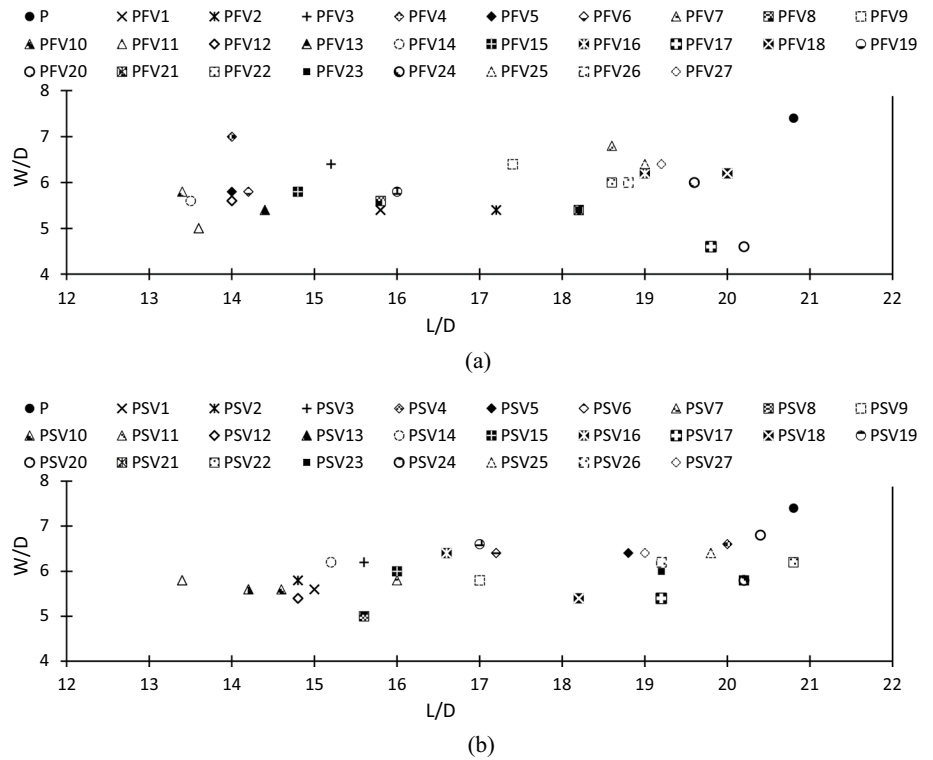 P PFV1 PFV2 PFV3 PFV4 PFV5 PFV6 PFV7 PFV8 PFV9
PFV10 PFV11 PFV12 PFV13 PFV14 PFV15 PFV16 PFV17 PFV18 PFV19
PFV20 PFV21 PFV22 PFV23 PFV24 PFV25 PFV26 PFV27
8
7
6
5
4
W/D
12 13 14 15 16 17 18 19 20 21 22
L/D
(a)
P PSV1 PSV2 PSV3 PSV4 PSV5 PSV6 PSV7 PSV8 PSV9
PSV10 PSV11 PSV12 PSV13 PSV14 PSV15 PSV16 PSV17 PSV18 PSV19
PSV20 PSV21 PSV22 PSV23 PSV24 PSV25 PSV26 PSV27
8
7
6
5
4
W/D
12 13 14 15 16 17 18 19 20 21 22
L/D
(b)